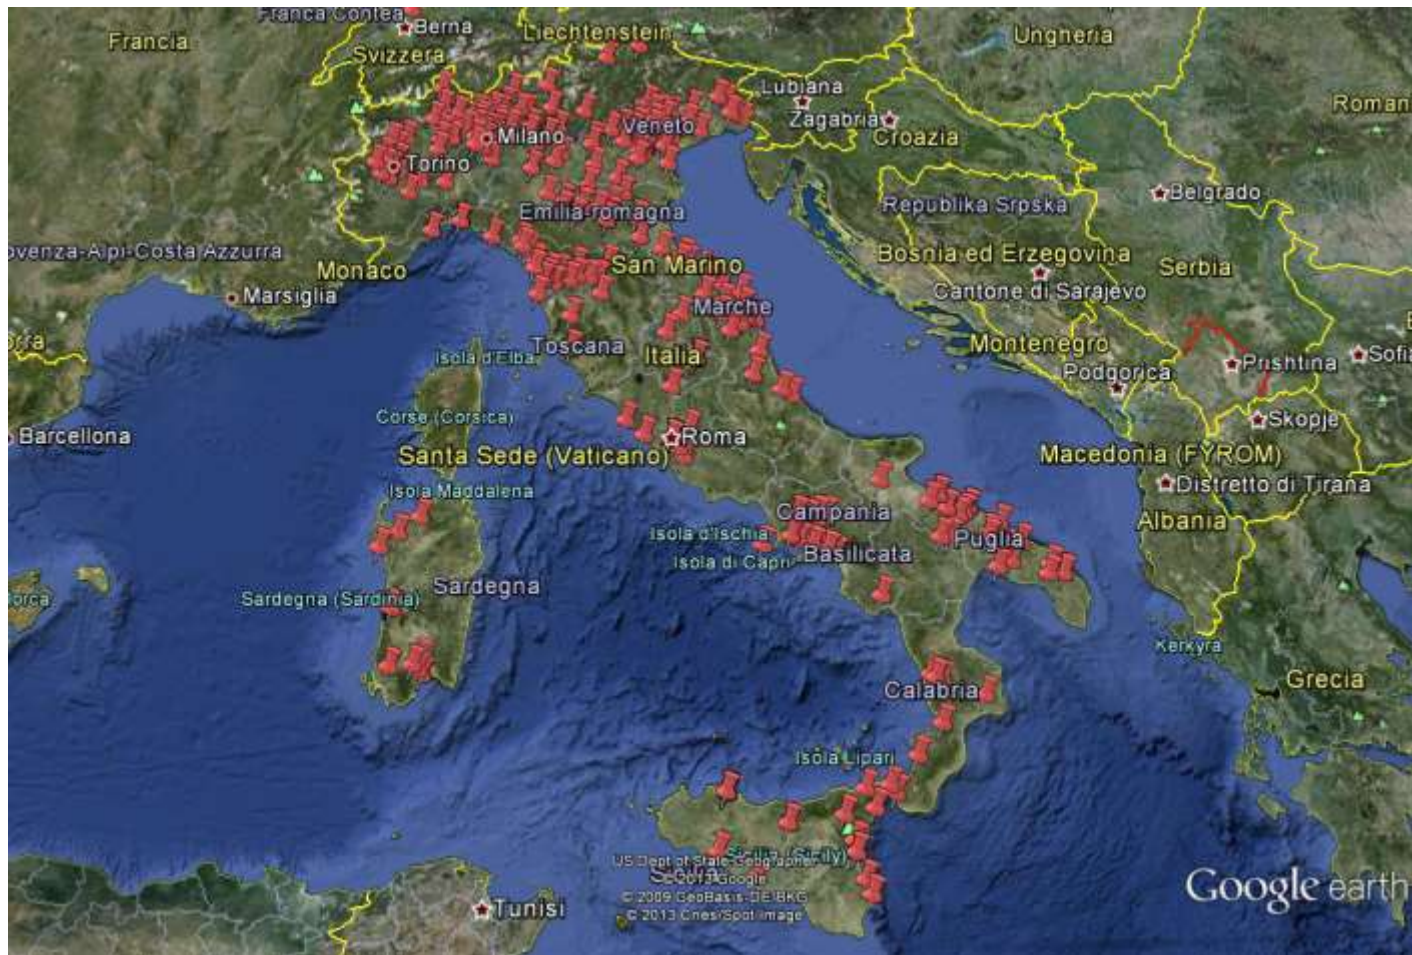 Franca Contea
Berna
Francia
Svizzera
Liechtenstein
Ungheria
Lubiana
Zagabria
Croazia
Roman
Milano
Veneto
Torino
Belgrado
Emilia-romagna
Republika Srpska
ovenza-Alpi-Costa Azzurra
Monaco
San Marino
Bosnia ed Erzegovina
Serbia
Marsiglia
Marche
Cantone di Sarajevo
Toscana
Italia
Montenegro
Isola d'Elba
Podgorica
Prishtina
Sofia
Corse (Corsica)
Barcellona
Roma
Skopje
Santa Sede (Vaticano)
Macedonia (FYROM)
Isola Maddalena
Distretto di Tirana
Campania
Albania
Isola d'Ischia
Puglia
Basilicata
Isola di Capri
Sardegna
Sardegna (Sardinia)
Kerkyra
Grecia
Calabria
Isola Lipari
Sicilia (Sicily)
US Dept of State Geographer
© 2013 Google
© 2009 GeoBasis-DE/BKG
© 2013 Cnes/Spot Image
Google earth
Tunisi